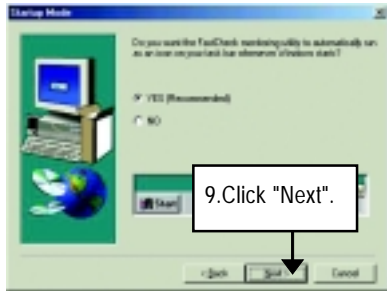 Startup Mode
Do you want the FastCheck monitoring utility to automatically run
as an icon on your task bar whenever Windows starts?
YES (Recommended)
NO
Start
9.Click "Next".
< Back
Next >
Cancel